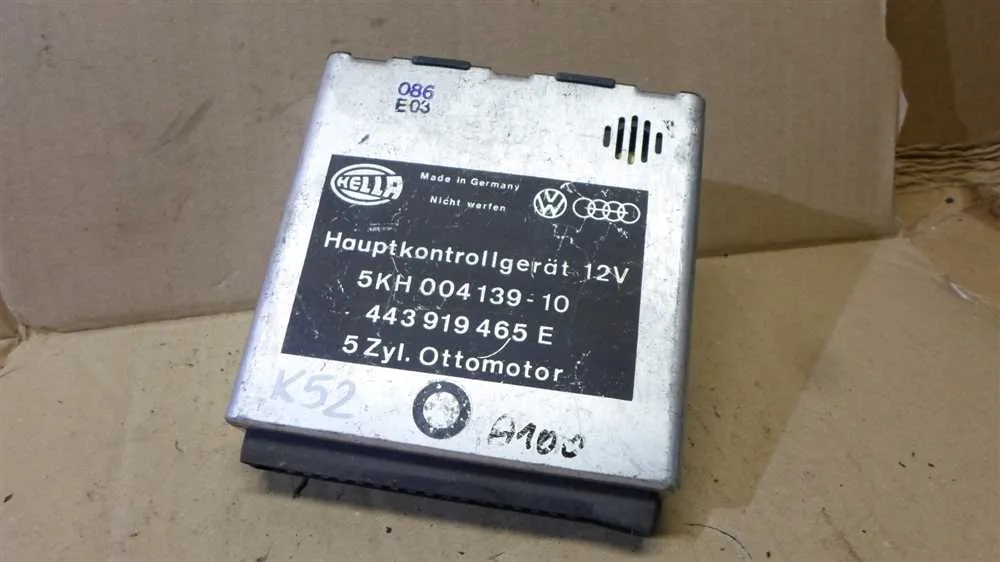 086
E03
HELLA
Made in Germany
Nicht werfen
VW
Hauptkontrollgerät 12V
5KH 004 139 - 10
443 919 465 E
5 Zyl. Ottomotor
K52
A100